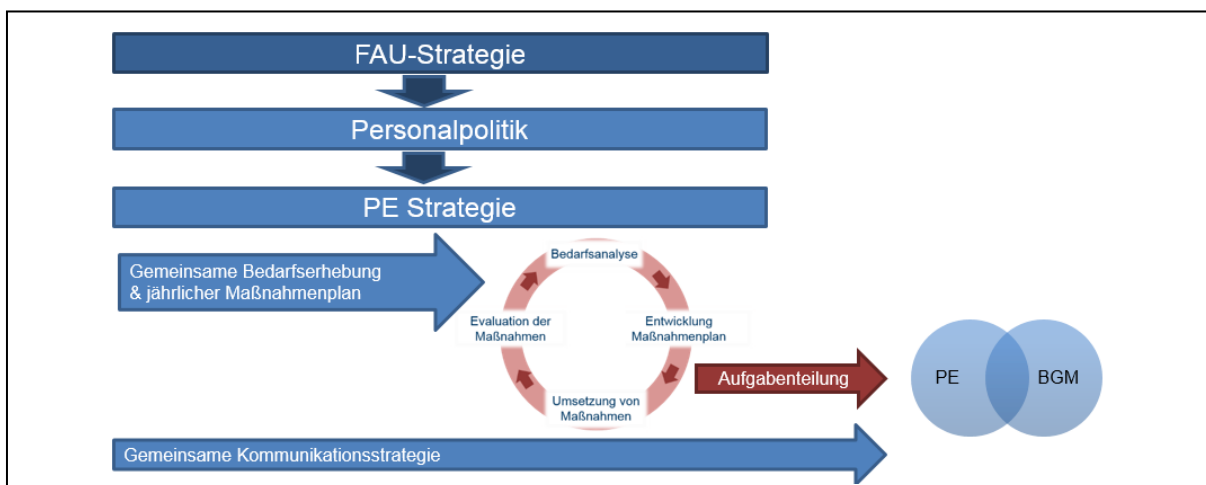 FAU-Strategie
Personalpolitik
PE Strategie
Gemeinsame Bedarfserhebung
& jährlicher Maßnahmenplan
Bedarfsanalyse
Evaluation der
Maßnahmen
Entwicklung
Maßnahmenplan
Umsetzung von
Maßnahmen
Aufgabenteilung
PE
BGM
Gemeinsame Kommunikationsstrategie